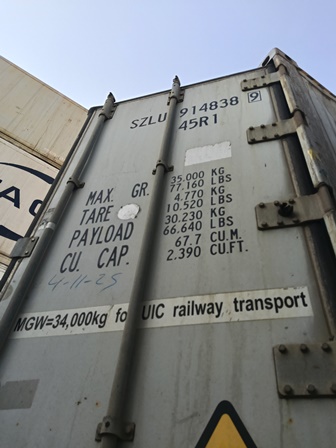 SZLU 914838 9
45R1
MAX. GR. 35.000 KG
77.160 LBS
TARE 4.770 KG
10.520 LBS
PAYLOAD 30.230 KG
66.640 LBS
CU. CAP. 67.7 CU.M.
2.390 CU.FT.
4-11-25
MGW=34,000kg fo UIC railway transport